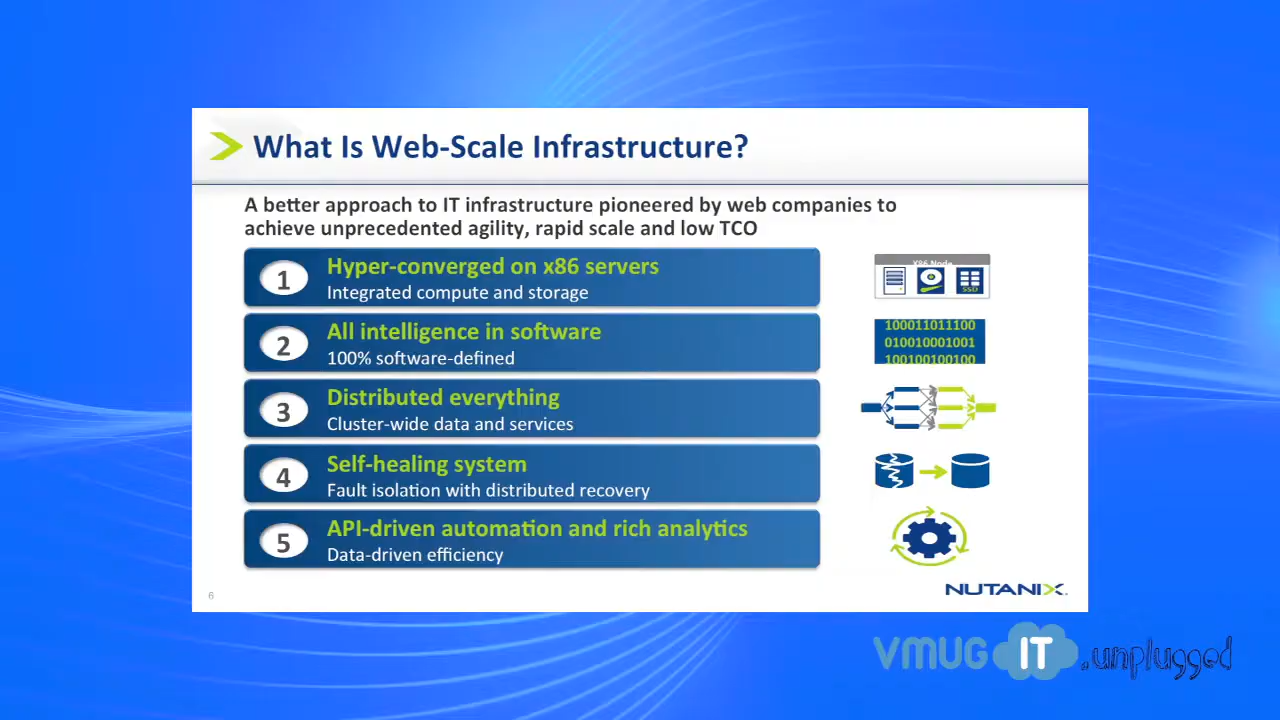 What Is Web-Scale Infrastructure?
A better approach to IT infrastructure pioneered by web companies to
achieve unprecedented agility, rapid scale and low TCO
1
Hyper-converged on x86 servers
Integrated compute and storage
X86 Node
SSD
2
All intelligence in software
100% software-defined
100011011100
010010001001
100100100100
3
Distributed everything
Cluster-wide data and services
4
Self-healing system
Fault isolation with distributed recovery
5
API-driven automation and rich analytics
Data-driven efficiency
6
NUTANIX
VMUG IT .unplugged